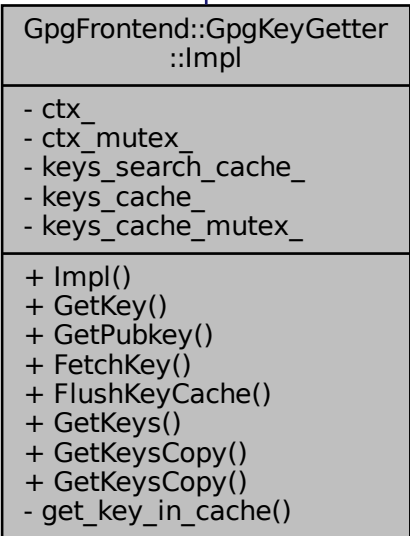 GpgFrontend::GpgKeyGetter
::Impl
- ctx_
- ctx_mutex_
- keys_search_cache_
- keys_cache_
- keys_cache_mutex_
+ Impl()
+ GetKey()
+ GetPubkey()
+ FetchKey()
+ FlushKeyCache()
+ GetKeys()
+ GetKeysCopy()
+ GetKeysCopy()
- get_key_in_cache()